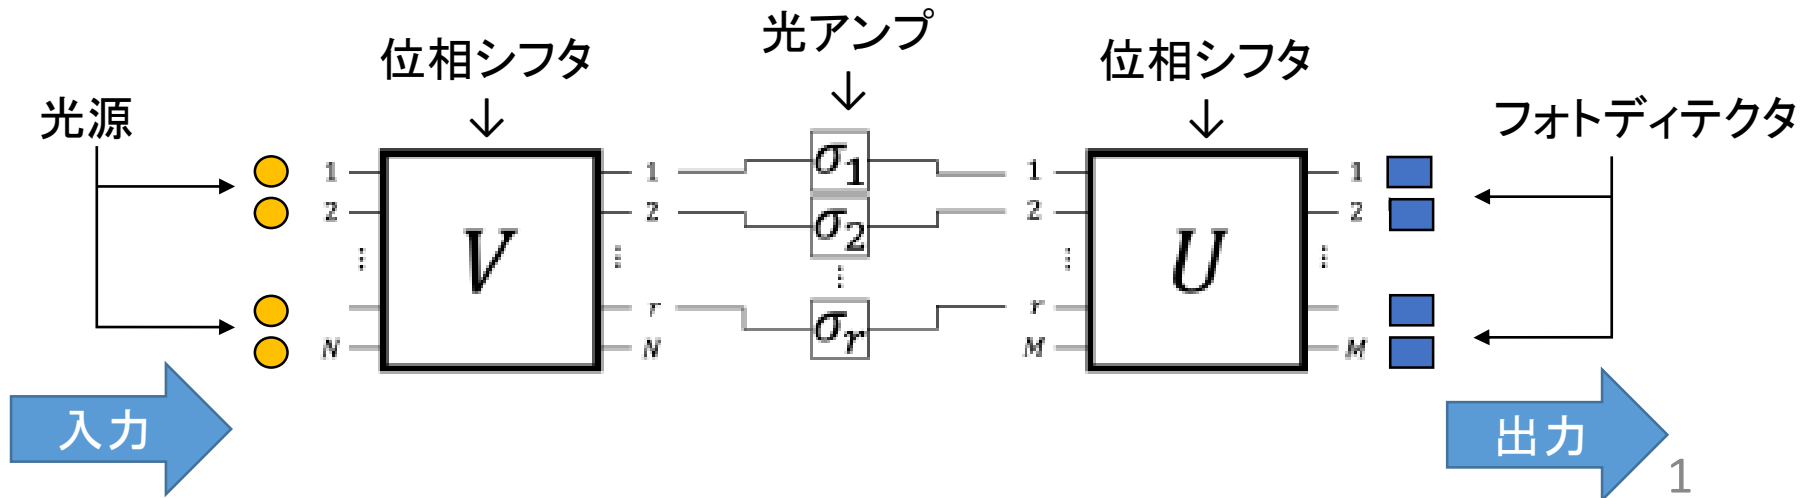 光アンプ
位相シフタ
位相シフタ
光源
フォトディテクタ
1 1 σ1 1 1
2 2 σ2 2 2
⋮ V ⋮ ⋮ ⋮ U ⋮
r σr r
N N M M
入力
出力
1